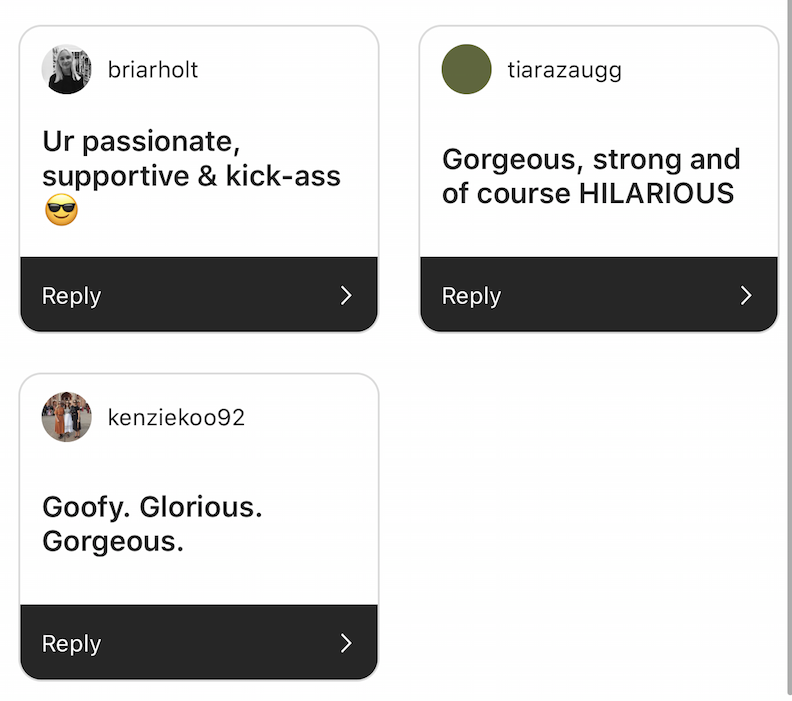 briarholt
Ur passionate,
supportive & kick-ass
😎
Reply
tiarazaugg
Gorgeous, strong and
of course HILARIOUS
Reply
kenziekoo92
Goofy. Glorious.
Gorgeous.
Reply